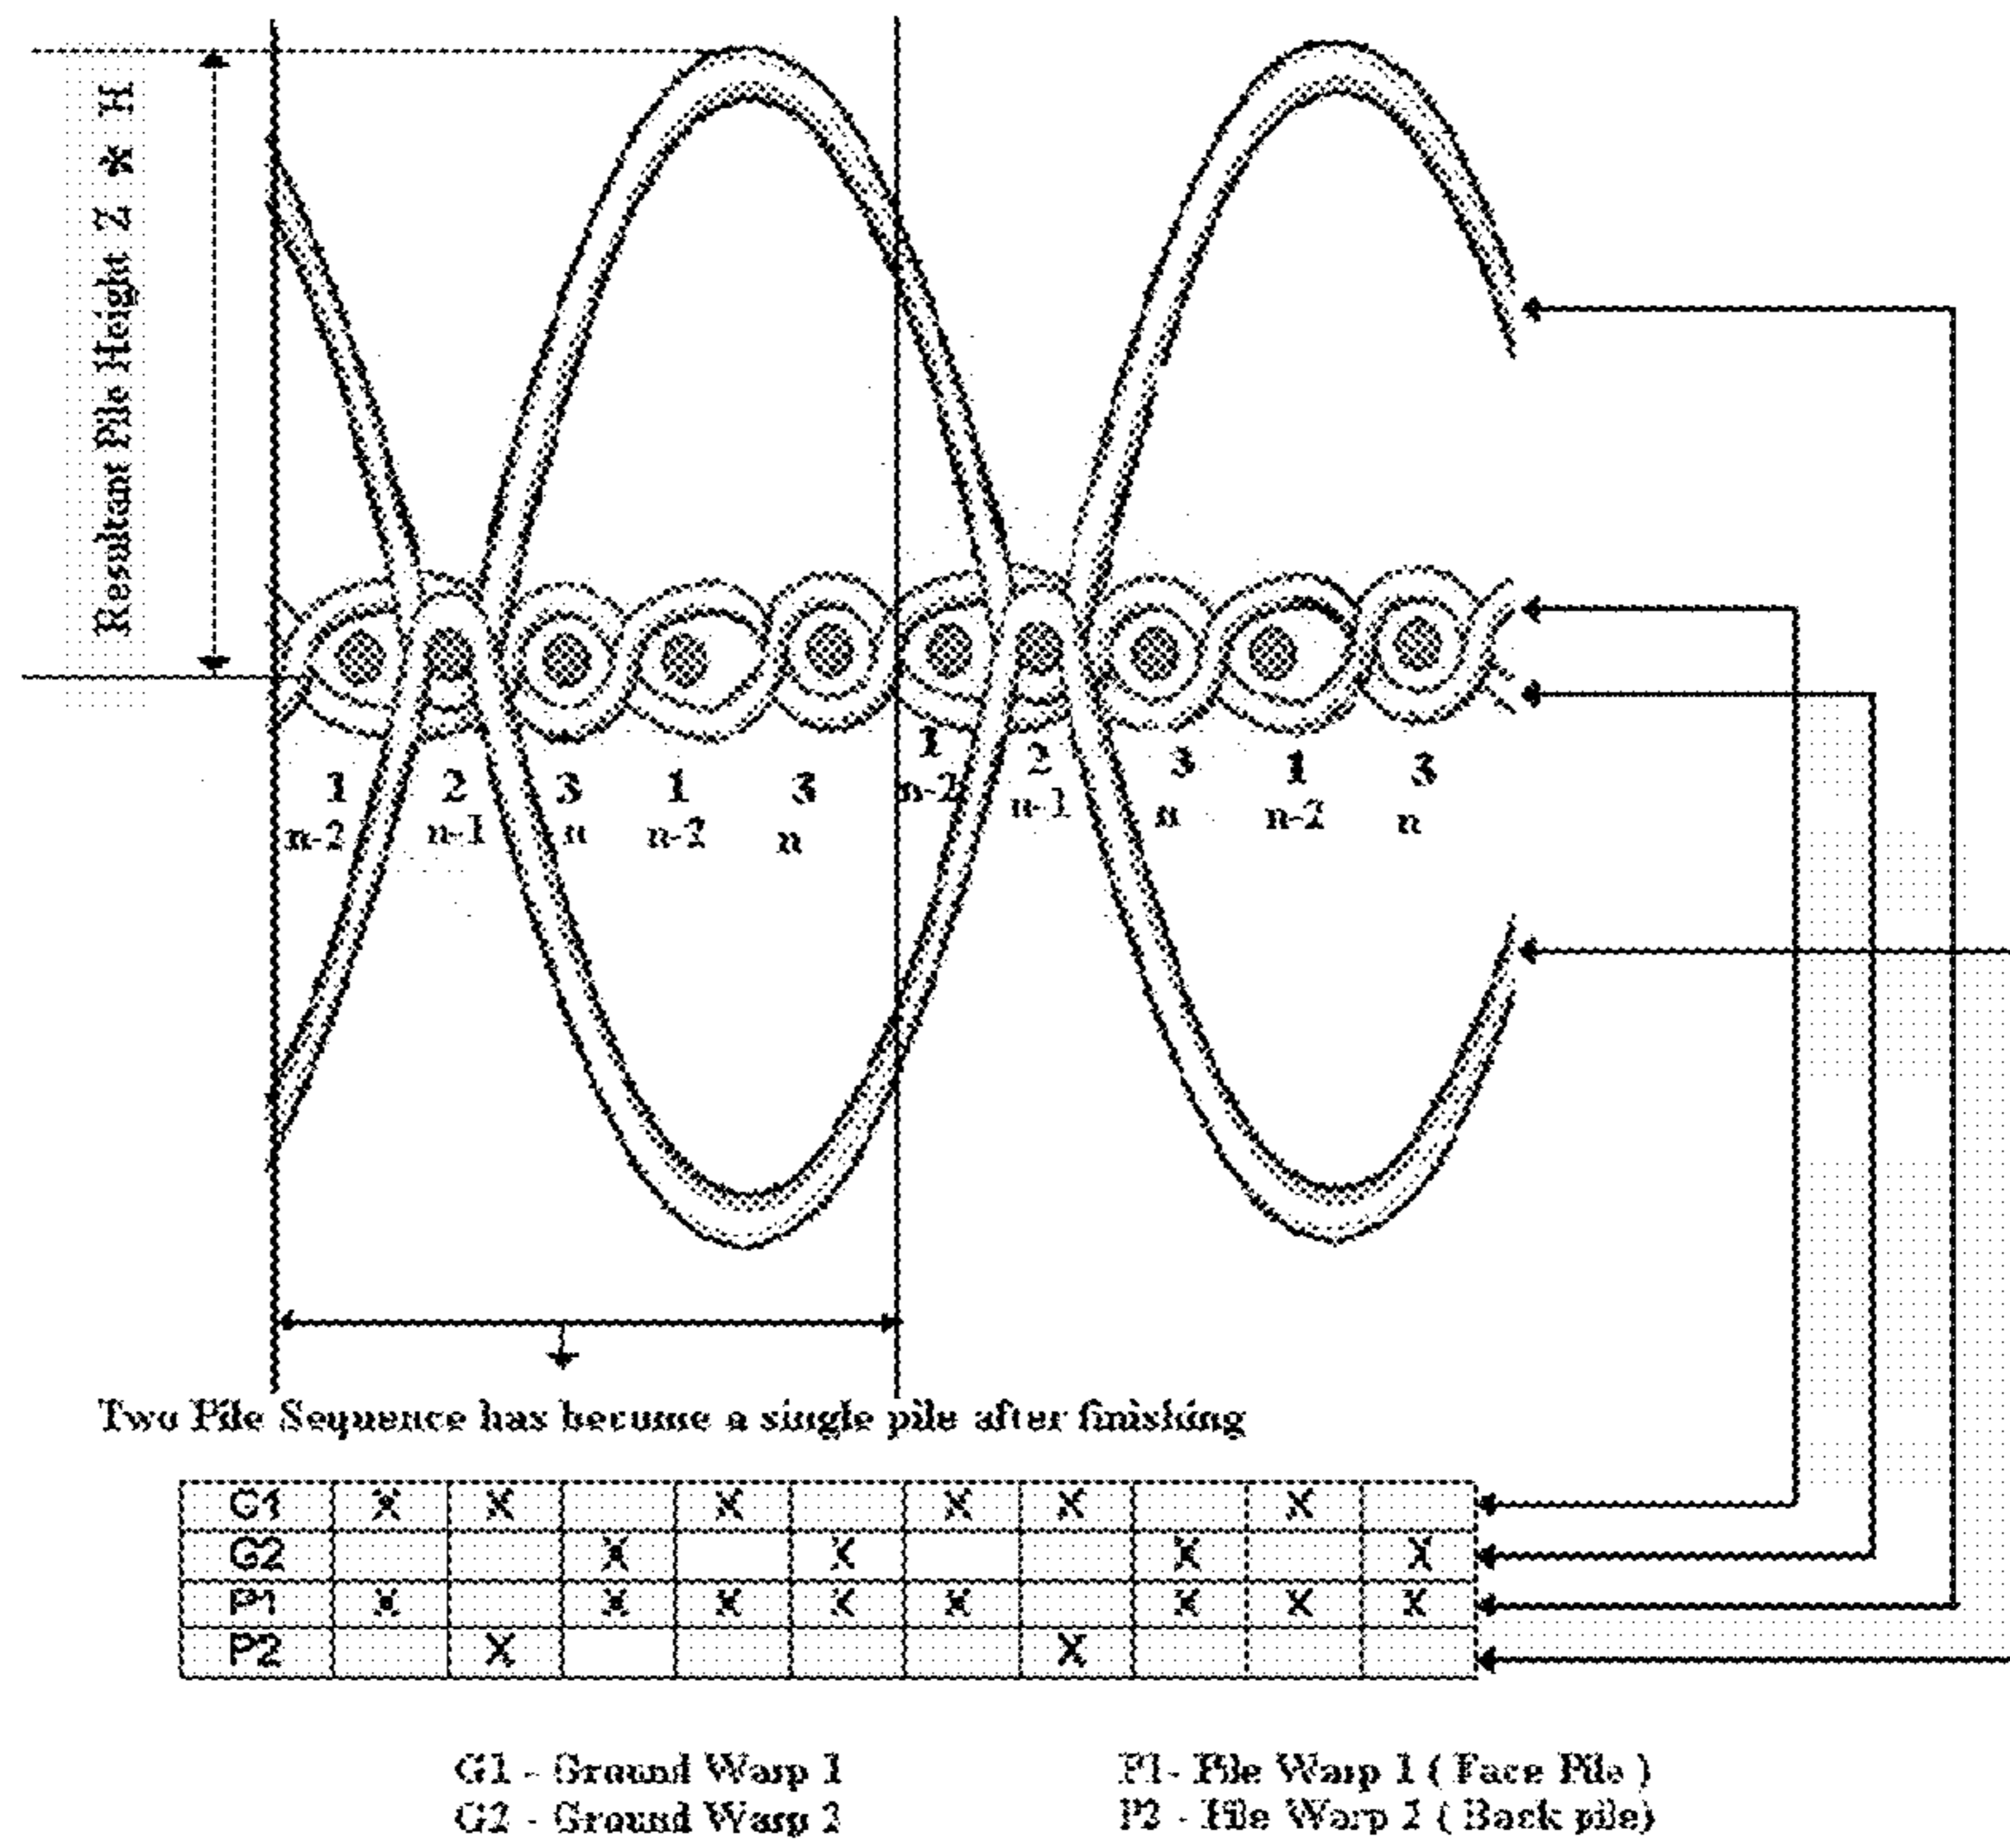 Resultant Pile Height Z * H
1 2 3 1 3 1 2 3 1 3
n-2 n-1 n n-2 n n-2 n-1 n n-2 n
Two Pile Sequence has become a single pile after finishing
G1 X X X X X X
G2 X X X X
P1 X X X X X X X X
P2 X X
G1 - Ground Warp 1 P1- Pile Warp 1 ( Face Pile )
G2 - Ground Warp 2 P2 - Pile Warp 2 ( Back pile)